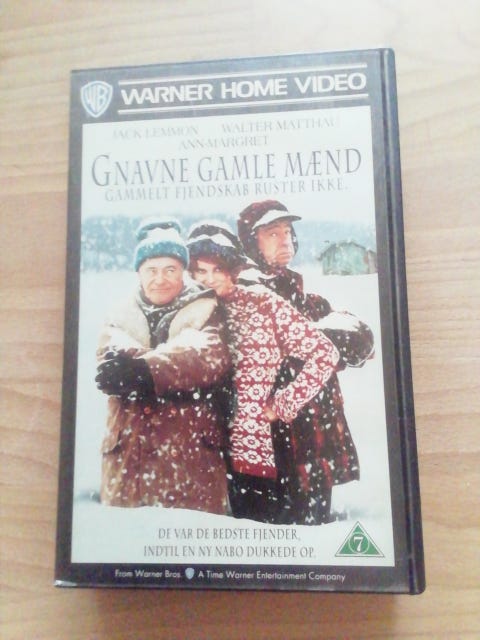 WB WARNER HOME VIDEO
JACK LEMMON WALTER MATTHAU
ANN-MARGRET
GNAVNE GAMLE MÆND
GAMMELT FJENDSKAB RUSTER IKKE.
DE VAR DE BEDSTE FJENDER,
INDTIL EN NY NABO DUKKEDE OP.
7
From Warner Bros. WB A Time Warner Entertainment Company